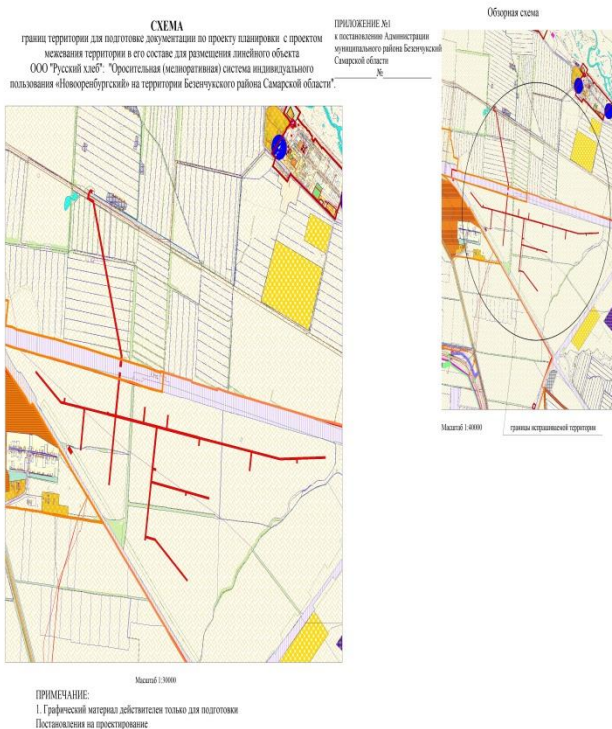 СХЕМА
границ территории для подготовке документации по проекту планировки с проектом
межевания территории в его составе для размещения линейного объекта
ООО "Русский хлеб": "Оросительная (мелиоративная) система индивидуального
пользования «Новооренбургский» на территории Безенчукского района Самарской области".
ПРИЛОЖЕНИЕ №1
к постановлению Администрации
муниципального района Безенчукский
Самарской области
№
Обзорная схема
Масштаб 1:40000
границы испрашиваемой территории
Масштаб 1:30000
ПРИМЕЧАНИЕ:
1. Графический материал действителен только для подготовки
Постановления на проектирование